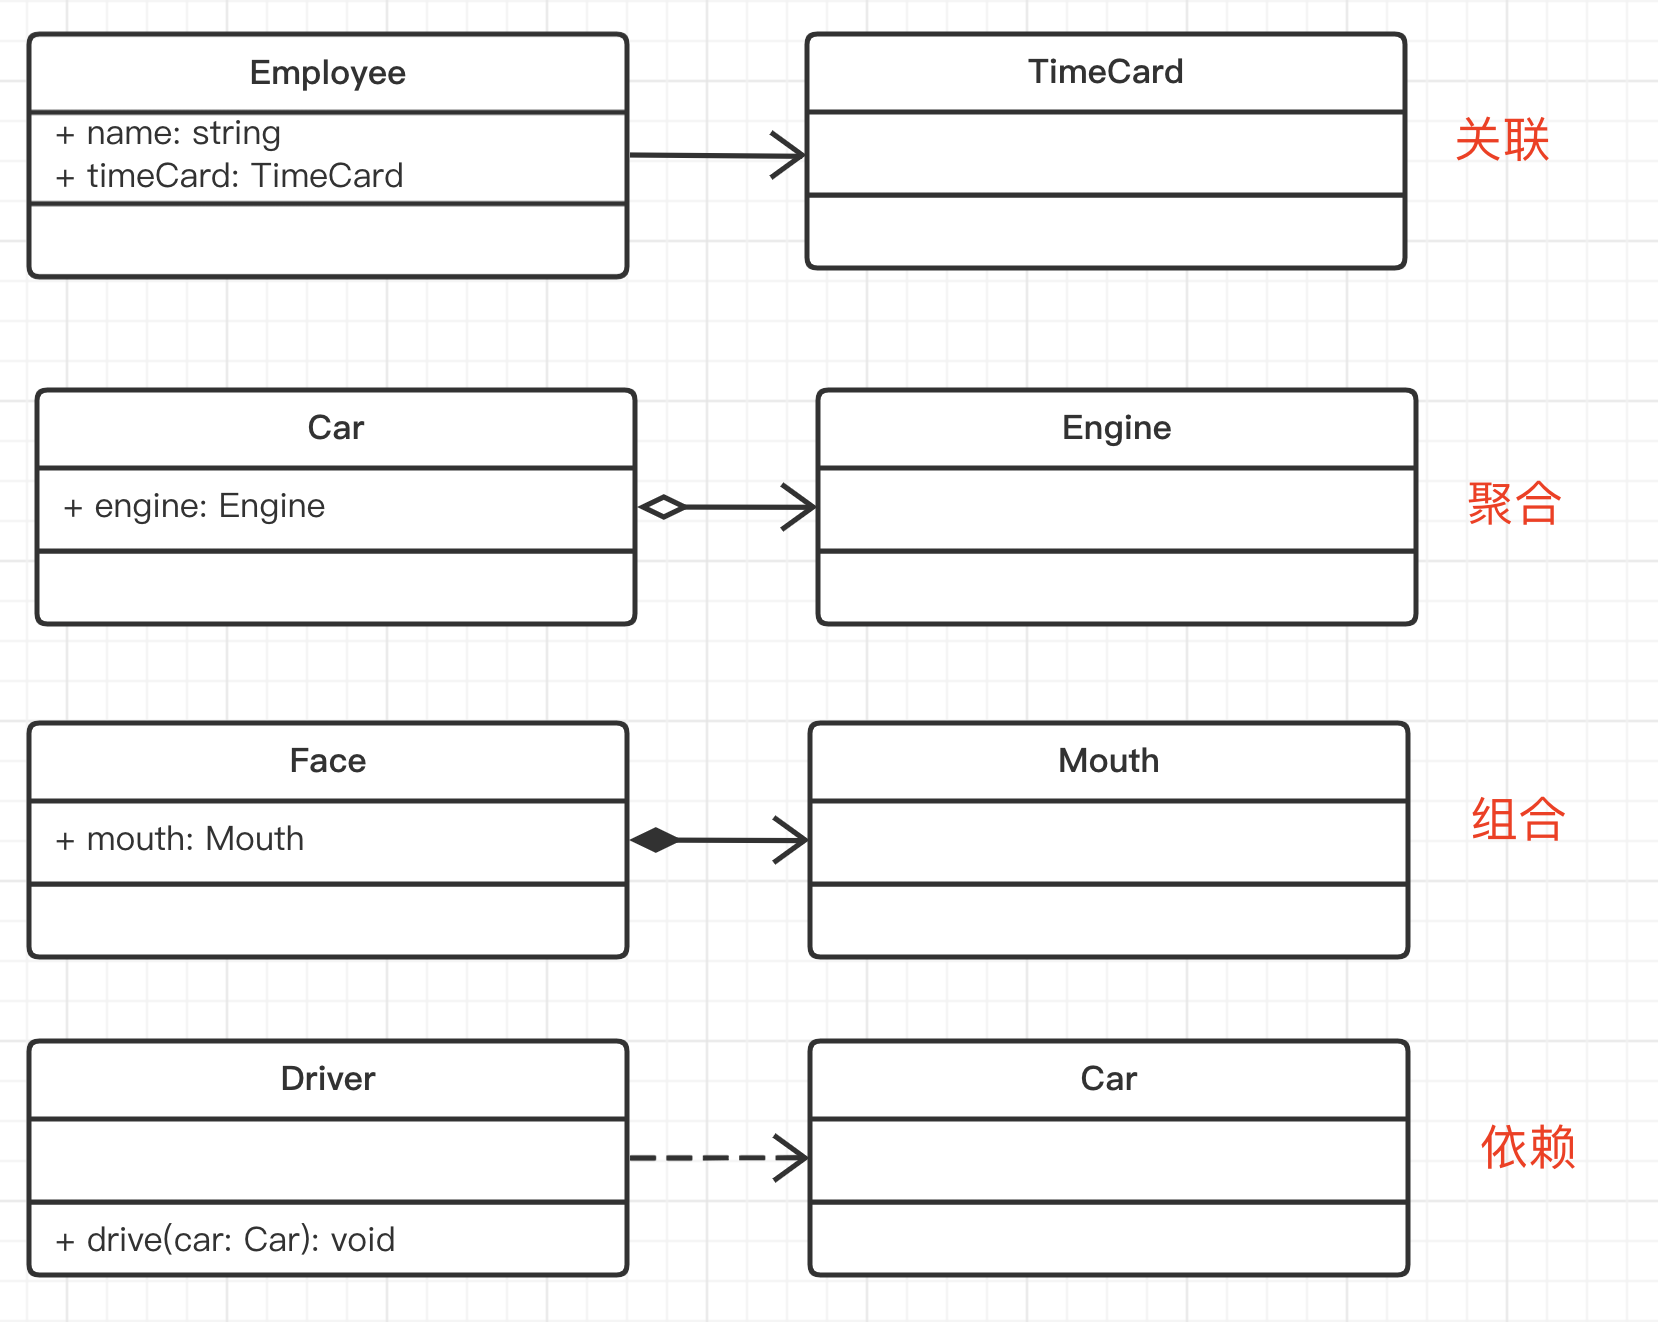 Employee
+ name: string
+ timeCard: TimeCard
TimeCard
关联
Car
+ engine: Engine
Engine
聚合
Face
+ mouth: Mouth
Mouth
组合
Driver
+ drive(car: Car): void
Car
依赖